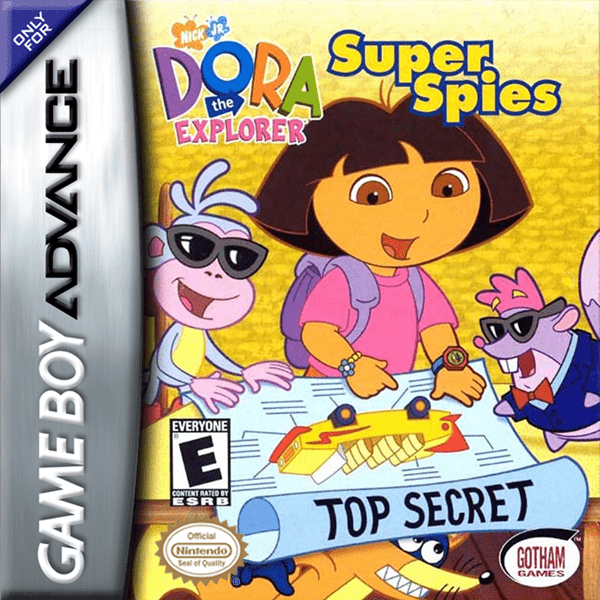 ONLY
FOR
GAME BOY ADVANCE
NICK JR.
DORA
the
EXPLORER
Super
Spies
EVERYONE
E
CONTENT RATED BY
ESRB
TOP SECRET
Official
Nintendo
Seal of Quality
GOTHAM
GAMES
TM